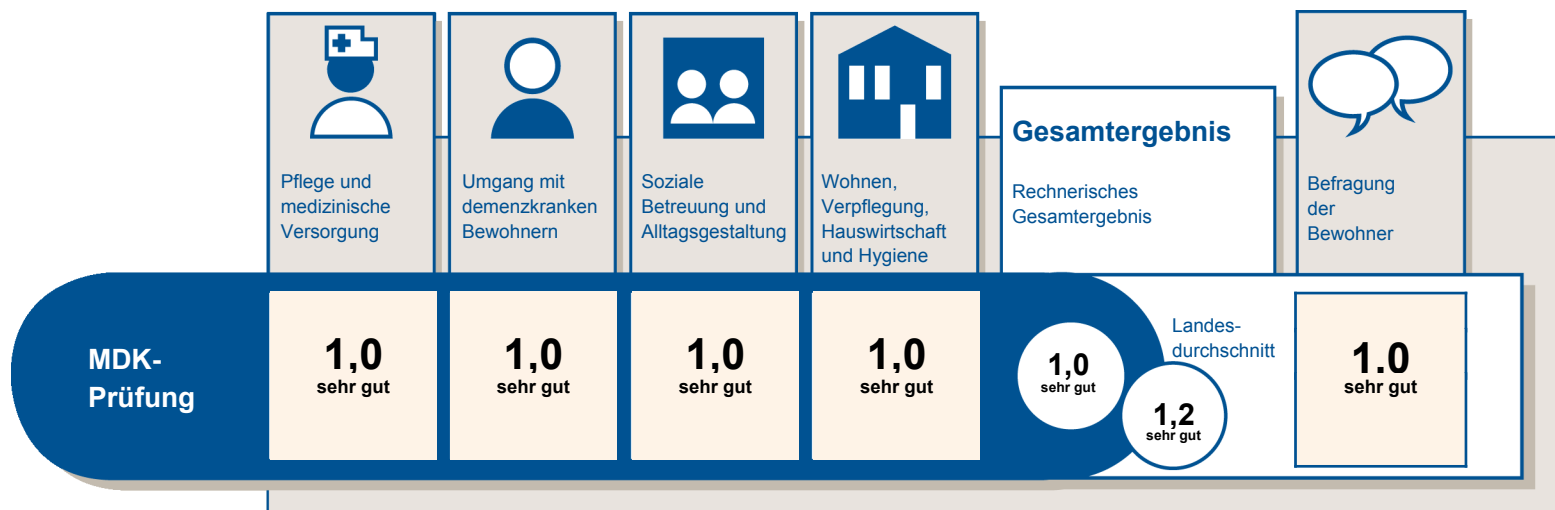 Pflege und
medizinische
Versorgung
Umgang mit
demenzkranken
Bewohnern
Soziale
Betreuung und
Alltagsgestaltung
Wohnen,
Verpflegung,
Hauswirtschaft
und Hygiene
Gesamtergebnis
Rechnerisches
Gesamtergebnis
Befragung
der
Bewohner
MDK-
Prüfung
1,0
sehr gut
1,0
sehr gut
1,0
sehr gut
1,0
sehr gut
1,0
sehr gut
Landes-
durchschnitt
1,2
sehr gut
1.0
sehr gut